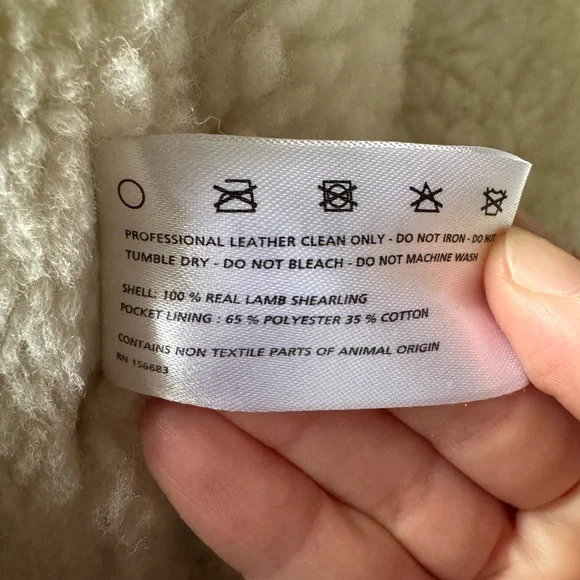 PROFESSIONAL LEATHER CLEAN ONLY - DO NOT IRON - DO NOT
TUMBLE DRY - DO NOT BLEACH - DO NOT MACHINE WASH
SHELL: 100 % REAL LAMB SHEARLING
POCKET LINING : 65 % POLYESTER 35 % COTTON
CONTAINS NON TEXTILE PARTS OF ANIMAL ORIGIN
RN 156683